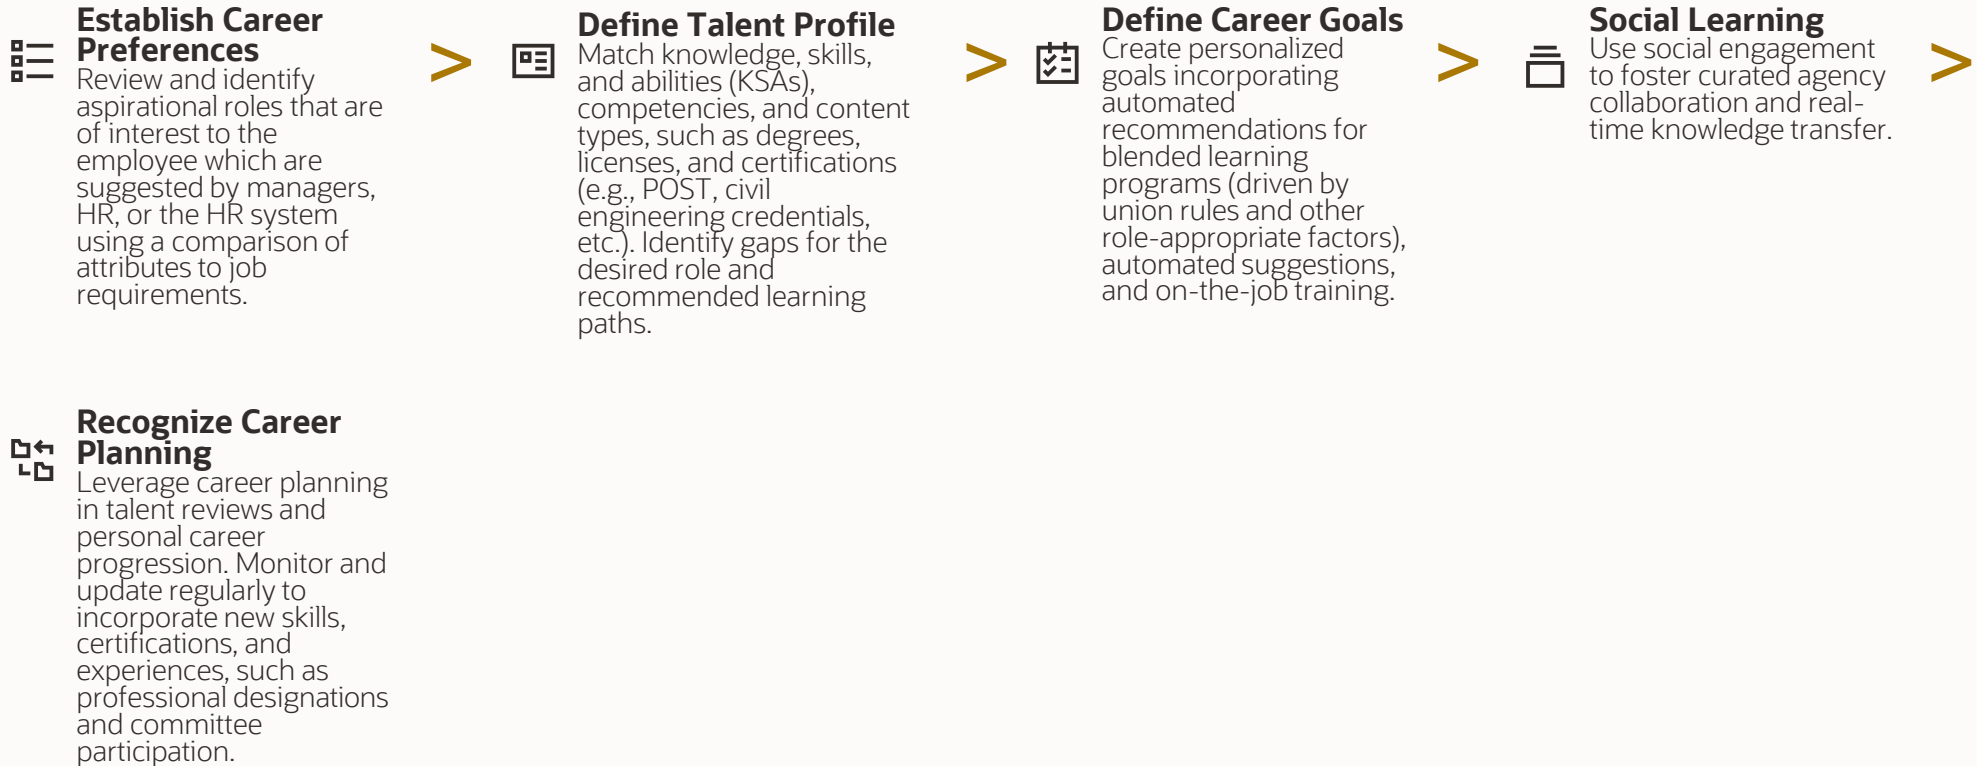 Establish Career
Preferences
Review and identify
aspirational roles that are
of interest to the
employee which are
suggested by managers,
HR, or the HR system
using a comparison of
attributes to job
requirements.
>
Define Talent Profile
Match knowledge, skills,
and abilities (KSAs),
competencies, and content
types, such as degrees,
licenses, and certifications
(e.g., POST, civil
engineering credentials,
etc.). Identify gaps for the
desired role and
recommended learning
paths.
>
Define Career Goals
Create personalized
goals incorporating
automated
recommendations for
blended learning
programs (driven by
union rules and other
role-appropriate factors),
automated suggestions,
and on-the-job training.
>
Social Learning
Use social engagement
to foster curated agency
collaboration and real-
time knowledge transfer.
>
Recognize Career
Planning
Leverage career planning
in talent reviews and
personal career
progression. Monitor and
update regularly to
incorporate new skills,
certifications, and
experiences, such as
professional designations
and committee
participation.